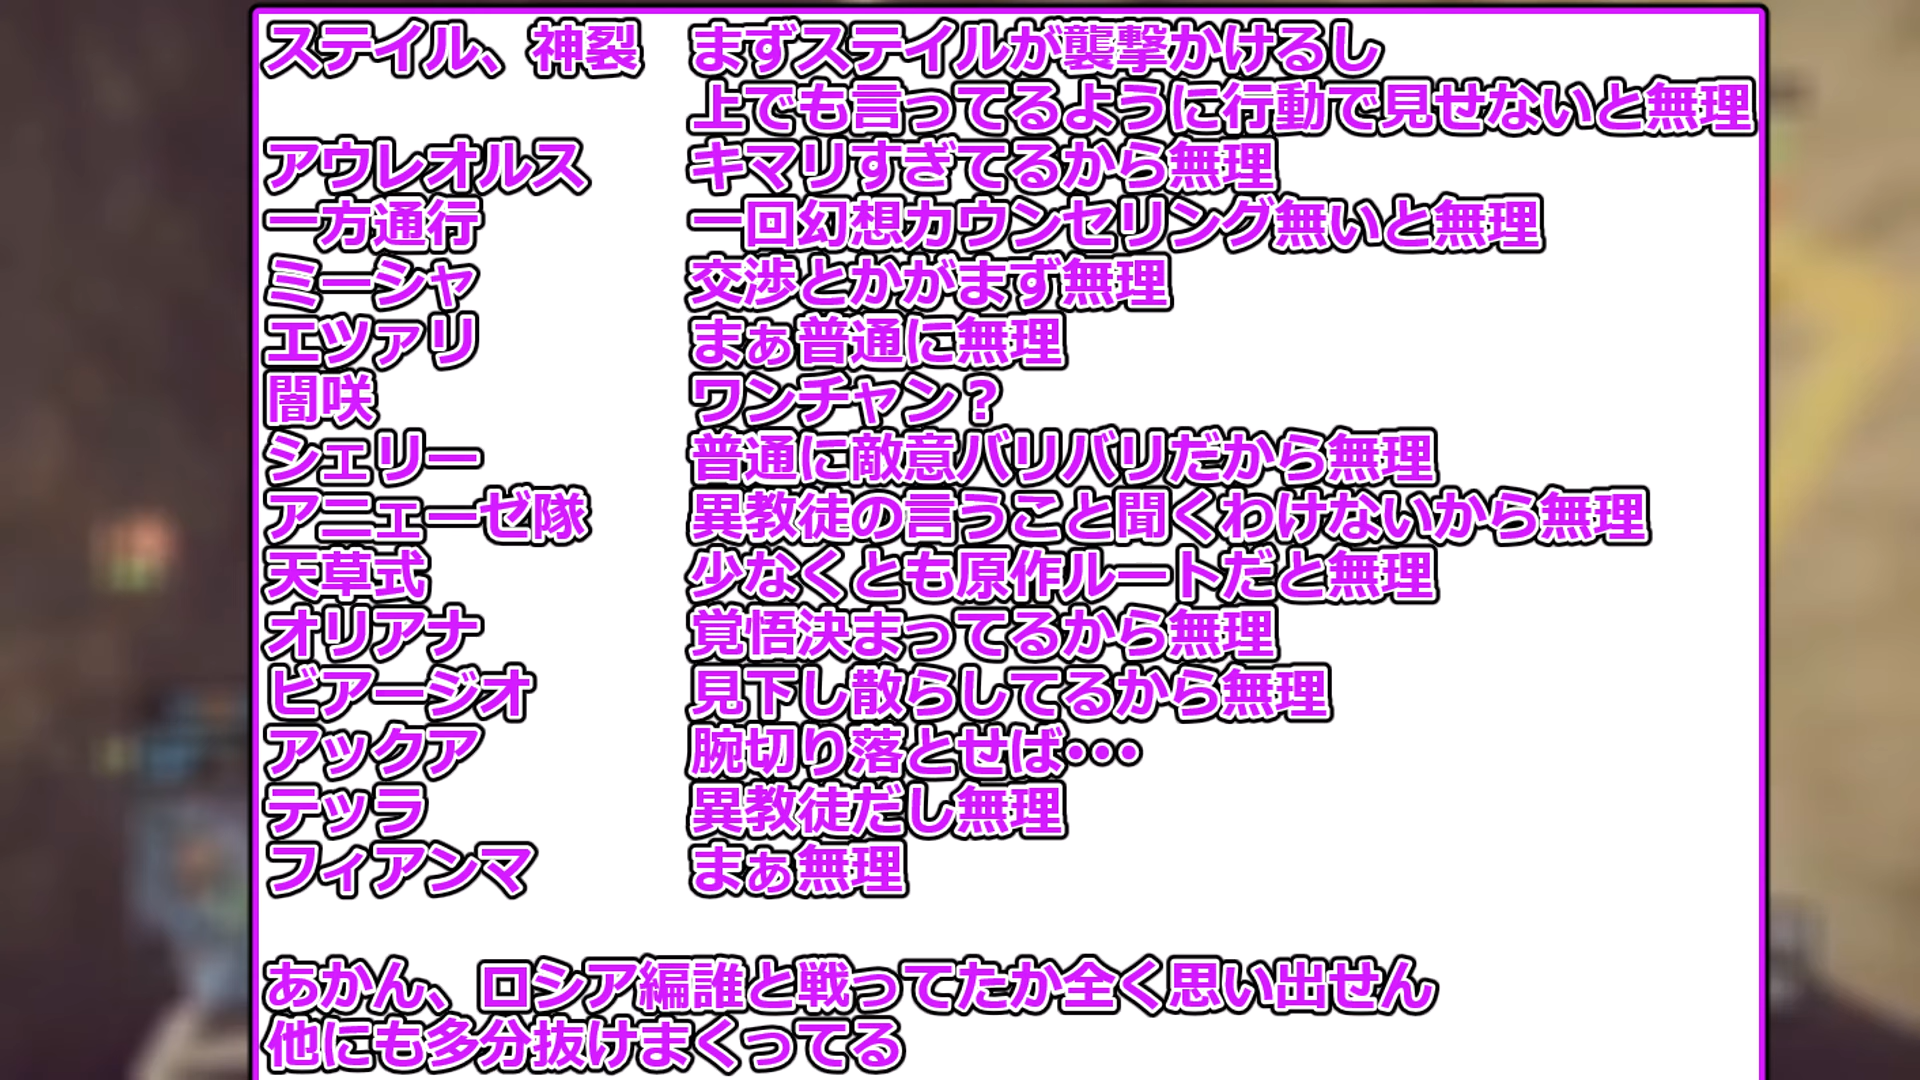 ステイル、神裂　まずステイルが襲撃かけるし
上でも言ってるように行動で見せないと無理
アウレオルス　キマリすぎてるから無理
一方通行　一回幻想カウンセリング無いと無理
ミーシャ　交渉とかがまず無理
エツァリ　まぁ普通に無理
闇咲　ワンチャン？
シェリー　普通に敵意バリバリだから無理
アニェーゼ隊　異教徒の言うこと聞くわけないから無理
天草式　少なくとも原作ルートだと無理
オリアナ　覚悟決まってるから無理
ビアージオ　見下し散らしてるから無理
アックア　腕切り落とせば･･･
テッラ　異教徒だし無理
フィアンマ　まぁ無理
あかん、ロシア編誰と戦ってたか全く思い出せん
他にも多分抜けまくってる